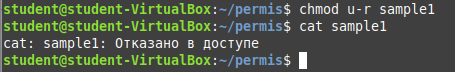 student@student-VirtualBox:~/permis$ chmod u-r sample1
student@student-VirtualBox:~/permis$ cat sample1
cat: sample1: Отказано в доступе
student@student-VirtualBox:~/permis$